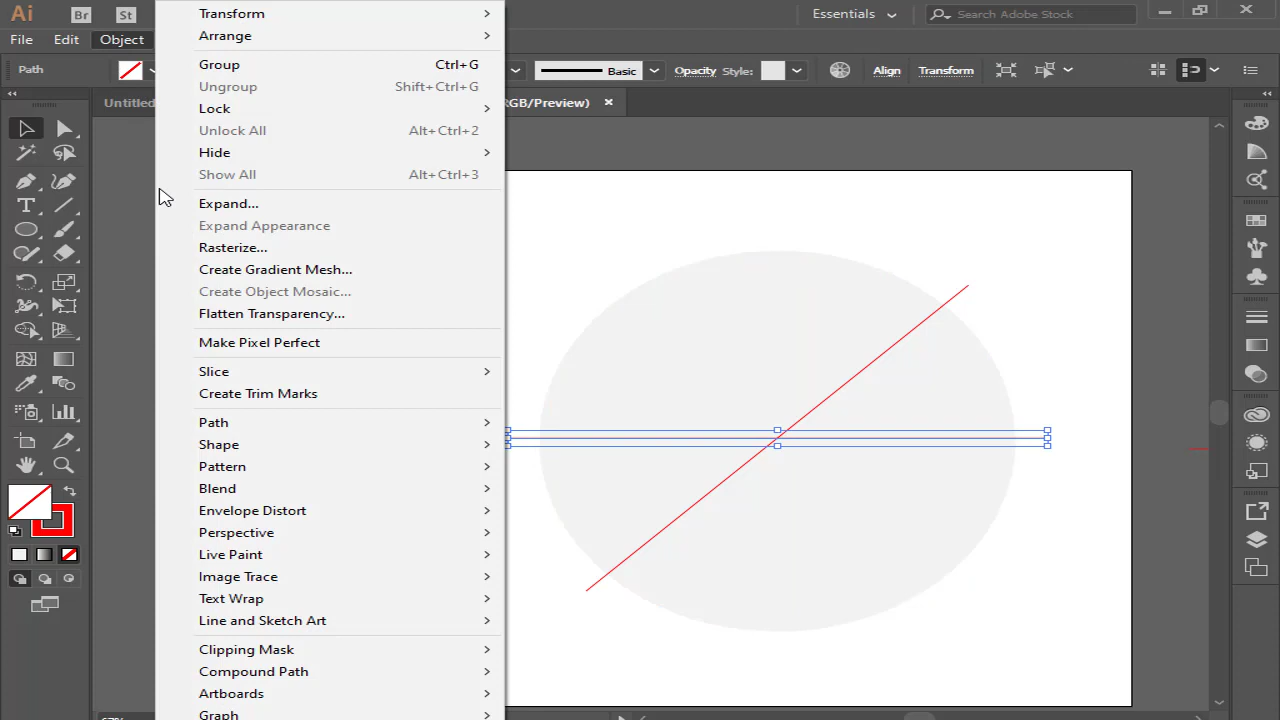 Ai Br St Essentials Search Adobe Stock
File Edit Object
Path Basic Opacity Style: Align Transform
Untitled RGB/Preview) ×
Transform
Arrange
Group Ctrl+G
Ungroup Shift+Ctrl+G
Lock
Unlock All Alt+Ctrl+2
Hide
Show All Alt+Ctrl+3
Expand...
Expand Appearance
Rasterize...
Create Gradient Mesh...
Create Object Mosaic...
Flatten Transparency...
Make Pixel Perfect
Slice
Create Trim Marks
Path
Shape
Pattern
Blend
Envelope Distort
Perspective
Live Paint
Image Trace
Text Wrap
Line and Sketch Art
Clipping Mask
Compound Path
Artboards
Graph